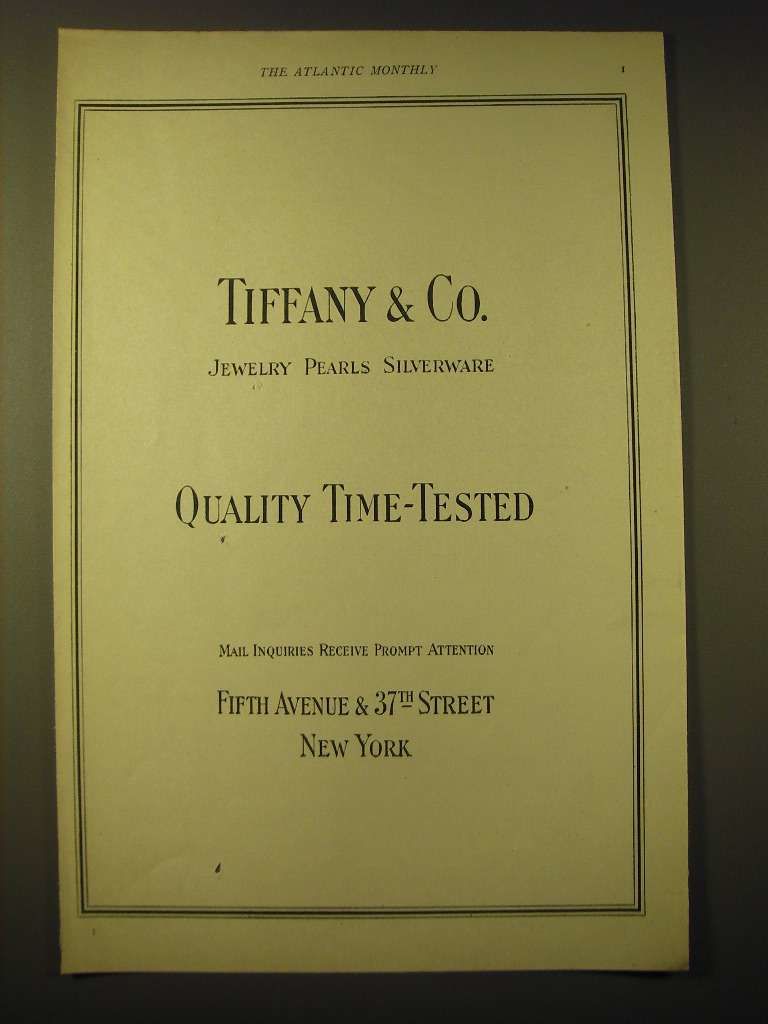 THE ATLANTIC MONTHLY 1
TIFFANY & CO.
JEWELRY PEARLS SILVERWARE
QUALITY TIME-TESTED
MAIL INQUIRIES RECEIVE PROMPT ATTENTION
FIFTH AVENUE & 37TH STREET
NEW YORK